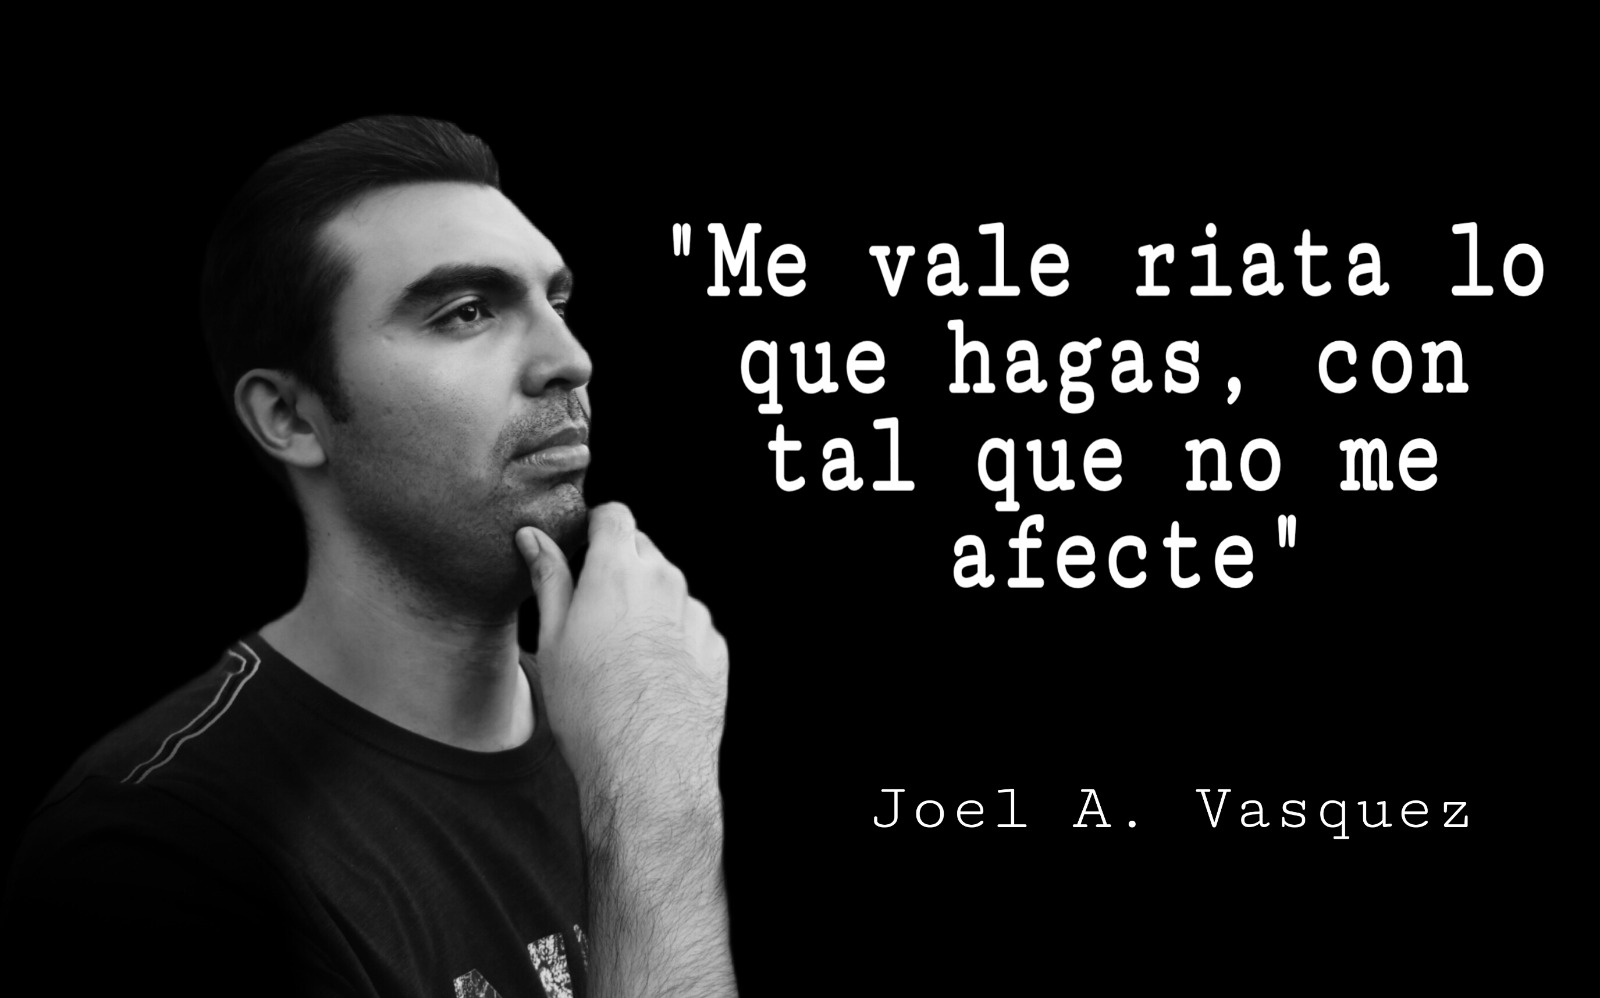 "Me vale riata lo
que hagas, con
tal que no me
afecte"
Joel A. Vasquez